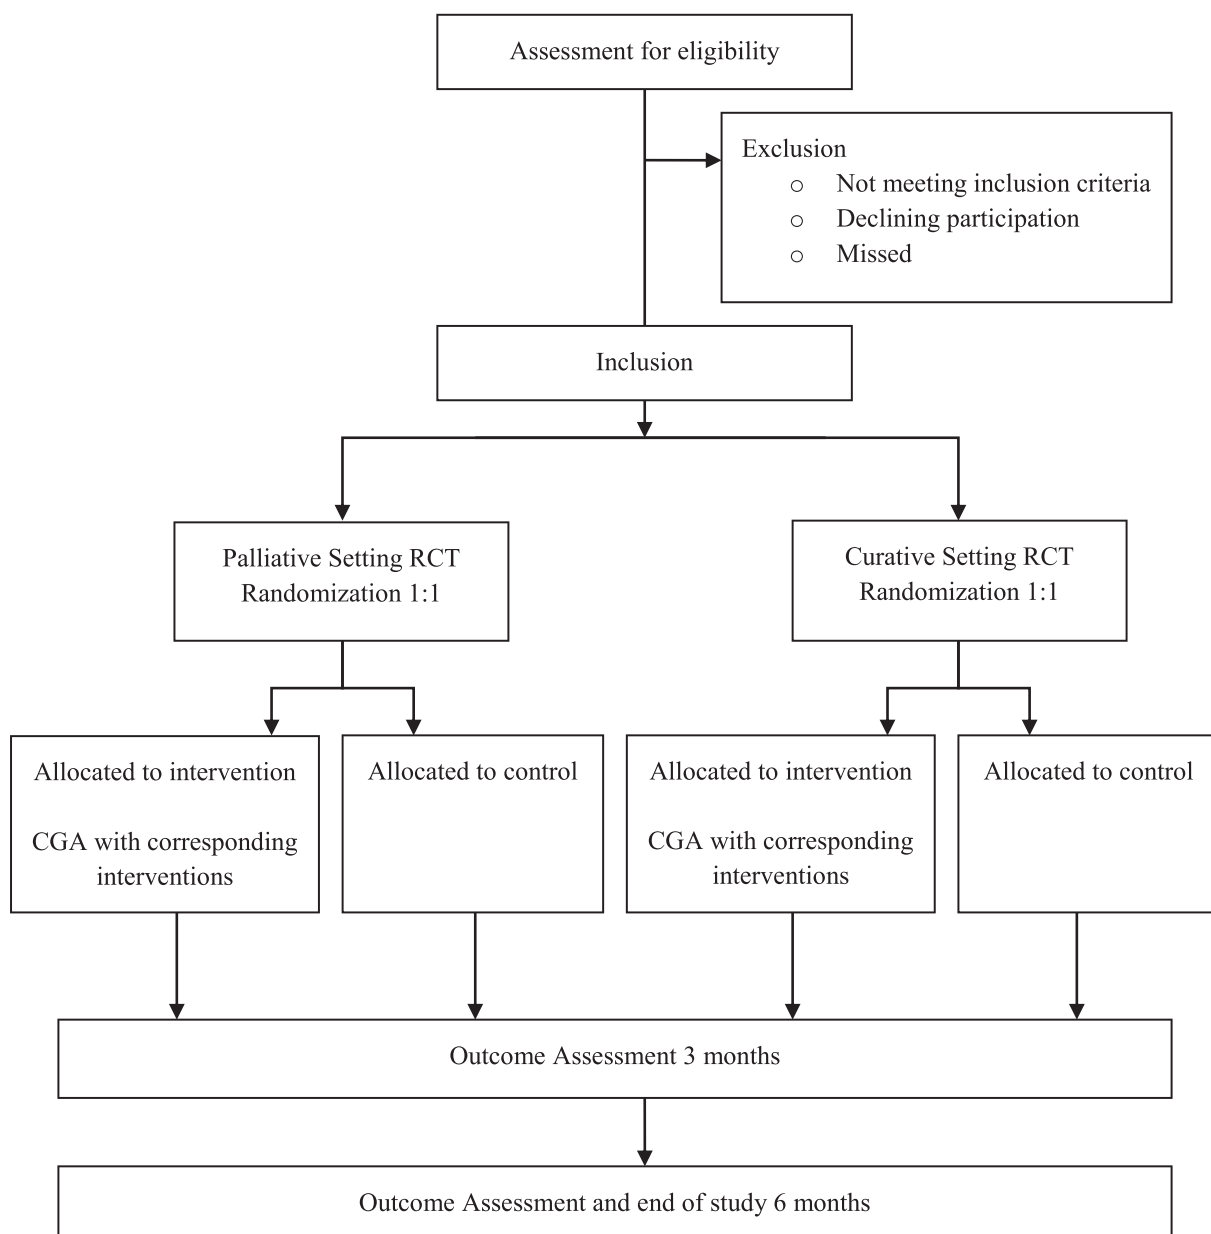 Assessment for eligibility
Exclusion
o Not meeting inclusion criteria
o Declining participation
o Missed
Inclusion
Palliative Setting RCT
Randomization 1:1
Curative Setting RCT
Randomization 1:1
Allocated to intervention
CGA with corresponding
interventions
Allocated to control
Allocated to intervention
CGA with corresponding
interventions
Allocated to control
Outcome Assessment 3 months
Outcome Assessment and end of study 6 months